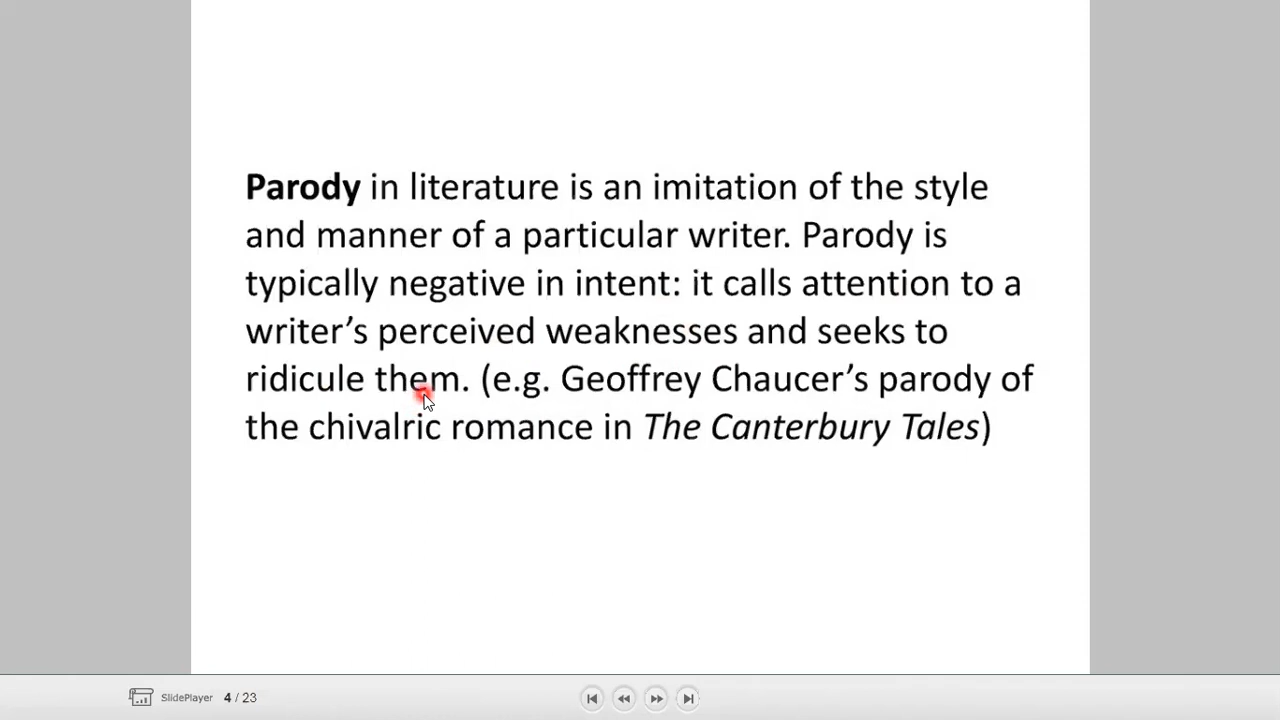 Parody in literature is an imitation of the style
and manner of a particular writer. Parody is
typically negative in intent: it calls attention to a
writer’s perceived weaknesses and seeks to
ridicule them. (e.g. Geoffrey Chaucer’s parody of
the chivalric romance in The Canterbury Tales)
SlidePlayer 4 / 23